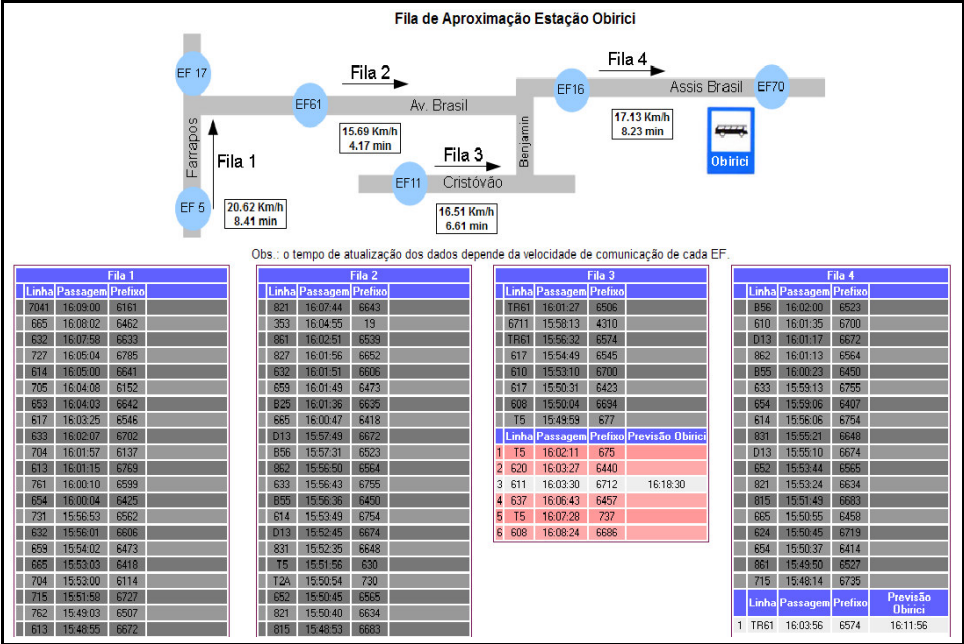 Fila de Aproximação Estação Obirici
EF 17
EF61
Fila 2
Av. Brasil
15.69 Km/h
4.17 min
Farrapos
Fila 1
EF 5
20.62 Km/h
8.41 min
EF11
Fila 3
Cristóvão
16.51 Km/h
6.61 min
Benjamin
EF16
Fila 4
Assis Brasil
EF70
17.13 Km/h
8.23 min
Obirici
Obs.: o tempo de atualização dos dados depende da velocidade de comunicação de cada EF.
Fila 1
Linha Passagem Prefixo
7041 16:09:00 6161
665 16:08:02 6462
632 16:07:58 6633
727 16:05:04 6785
614 16:05:00 6641
705 16:04:08 6152
653 16:04:03 6642
617 16:03:25 6546
633 16:02:07 6702
704 16:01:57 6137
613 16:01:15 6769
761 16:00:10 6599
654 16:00:04 6425
731 15:56:53 6562
632 15:56:01 6606
659 15:54:02 6473
665 15:53:03 6418
704 15:53:00 6114
715 15:51:58 6727
762 15:49:03 6507
613 15:48:55 6672
Fila 2
Linha Passagem Prefixo
821 16:07:44 6643
353 16:04:55 19
861 16:02:51 6539
827 16:01:56 6652
632 16:01:51 6606
659 16:01:49 6473
B25 16:01:36 6635
665 16:00:47 6418
D13 15:57:49 6672
B56 15:57:31 6523
862 15:56:50 6564
633 15:56:43 6755
B55 15:56:36 6450
614 15:53:49 6754
D13 15:52:45 6674
831 15:52:35 6648
T5 15:51:56 630
T2A 15:50:54 730
652 15:50:45 6565
821 15:50:40 6634
815 15:48:53 6683
Fila 3
Linha Passagem Prefixo
TR61 16:01:27 6506
6711 15:58:13 4310
TR61 15:56:32 6574
617 15:54:49 6545
610 15:53:10 6700
617 15:50:31 6423
608 15:50:04 6694
T5 15:49:59 677
Linha Passagem Prefixo Previsão Obirici
1 T5 16:02:11 675
2 620 16:03:27 6440
3 611 16:03:30 6712 16:18:30
4 637 16:06:43 6457
5 T5 16:07:28 737
6 608 16:08:24 6686
Fila 4
Linha Passagem Prefixo
B56 16:02:00 6523
610 16:01:35 6700
D13 16:01:17 6672
862 16:01:13 6564
B55 16:00:23 6450
633 15:59:13 6755
654 15:59:06 6407
614 15:56:06 6754
831 15:55:21 6648
D13 15:55:10 6674
652 15:53:44 6565
821 15:53:24 6634
815 15:51:49 6683
665 15:50:55 6458
624 15:50:45 6719
654 15:50:37 6414
861 15:49:50 6527
715 15:48:14 6735
Linha Passagem Prefixo Previsão Obirici
1 TR61 16:03:56 6574 16:11:56